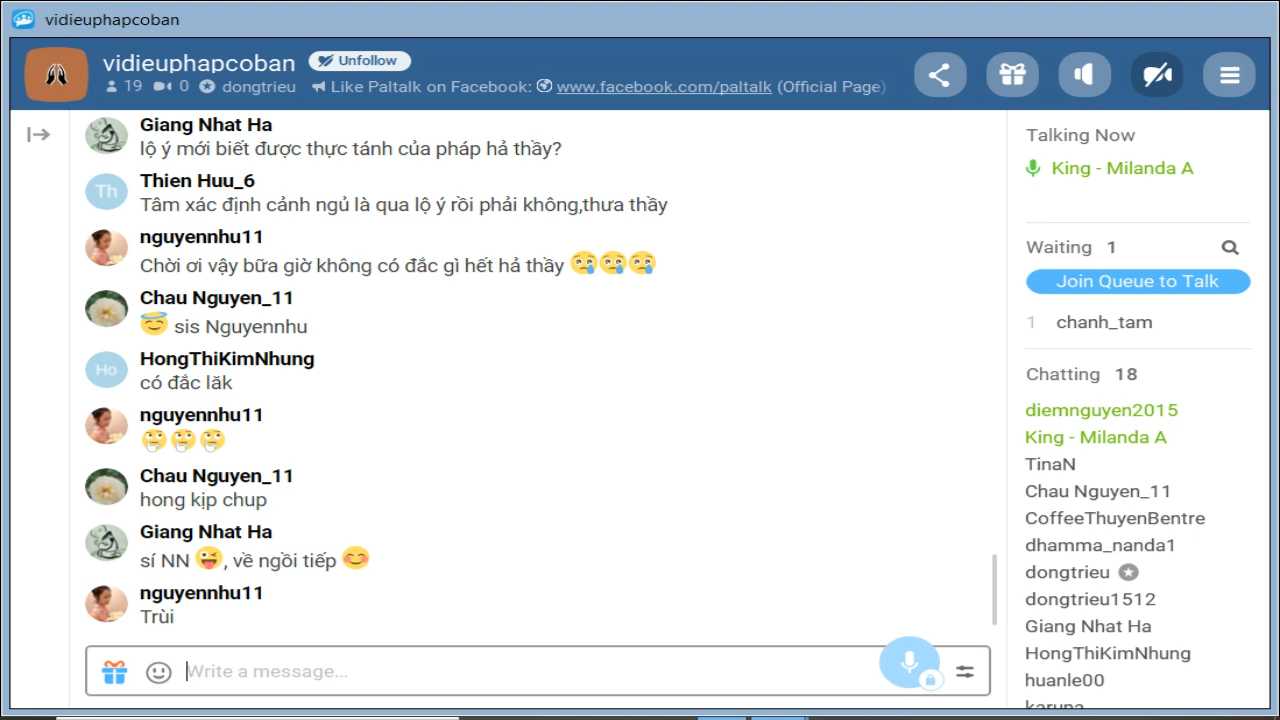 vidieuphapcoban
vidieuphapcoban Unfollow
19 0 dongtrieu Like Paltalk on Facebook: www.facebook.com/paltalk (Official Page)
Giang Nhat Ha
lộ ý mới biết được thực tánh của pháp hả thầy?
Th
Thien Huu_6
Tâm xác định cảnh ngủ là qua lộ ý rồi phải không,thưa thầy
nguyennhu11
Chời ơi vậy bữa giờ không có đắc gì hết hả thầy 😢😢😢
Chau Nguyen_11
😇 sis Nguyennhu
Ho
HongThiKimNhung
có đắc lăk
nguyennhu11
🤔🤔🤔
Chau Nguyen_11
hong kịp chup
Giang Nhat Ha
sí NN 😜, về ngồi tiếp 😊
nguyennhu11
Trùi
Write a message...
Talking Now
King - Milanda A
Waiting 1
Join Queue to Talk
1 chanh_tam
Chatting 18
diemnguyen2015
King - Milanda A
TinaN
Chau Nguyen_11
CoffeeThuyenBentre
dhamma_nanda1
dongtrieu
dongtrieu1512
Giang Nhat Ha
HongThiKimNhung
huanle00
karuna